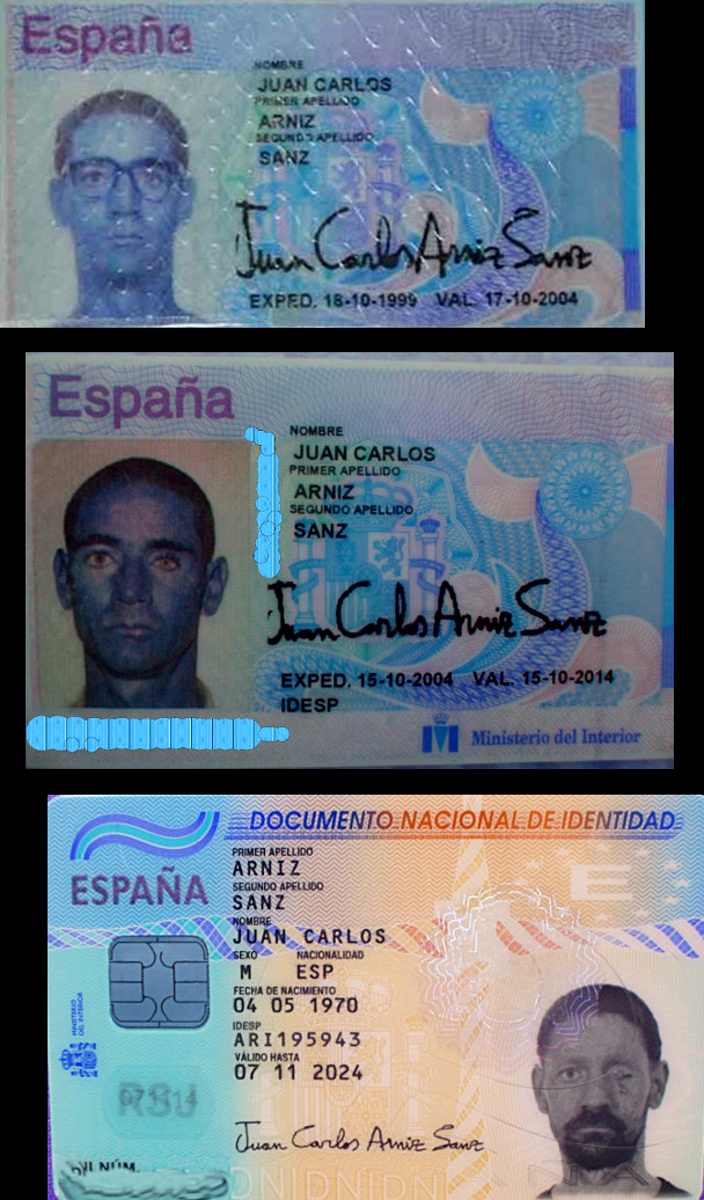 España
NOMBRE
JUAN CARLOS
PRIMER APELLIDO
ARNIZ
SEGUNDO APELLIDO
SANZ
Juan Carlos Arniz Sanz
EXPED. 18-10-1999 VAL. 17-10-2004
España
NOMBRE
JUAN CARLOS
PRIMER APELLIDO
ARNIZ
SEGUNDO APELLIDO
SANZ
Juan Carlos Arniz Sanz
EXPED. 15-10-2004 VAL. 15-10-2014
IDESP
Ministerio del Interior
DOCUMENTO NACIONAL DE IDENTIDAD
ESPAÑA
PRIMER APELLIDO
ARNIZ
SEGUNDO APELLIDO
SANZ
NOMBRE
JUAN CARLOS
SEXO NACIONALIDAD
M ESP
FECHA DE NACIMIENTO
04 05 1970
IDESP
ARI195943
VÁLIDO HASTA
07 11 2024
MINISTERIO
DEL INTERIOR
E
Juan Carlos Arniz Sanz
DNI NÚM.
DNI DNI DNI